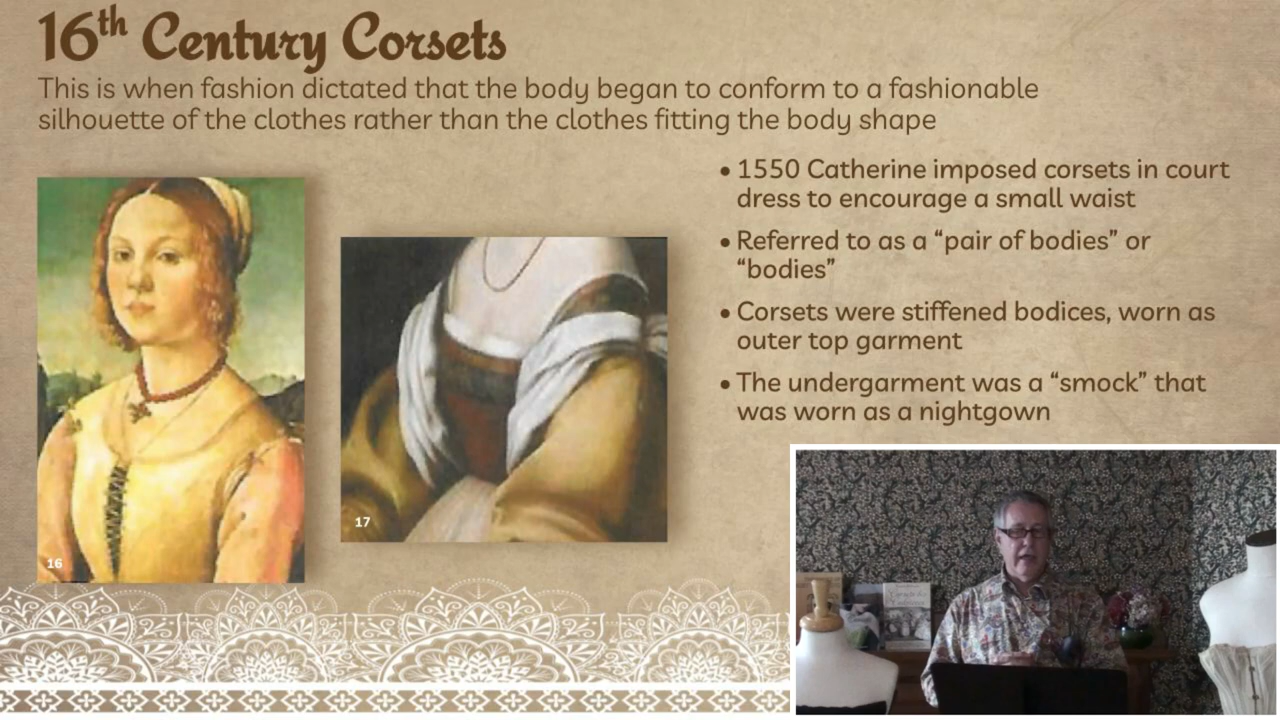 16th Century Corsets
This is when fashion dictated that the body began to conform to a fashionable
silhouette of the clothes rather than the clothes fitting the body shape
• 1550 Catherine imposed corsets in court
dress to encourage a small waist
• Referred to as a “pair of bodies” or
“bodies”
• Corsets were stiffened bodices, worn as
outer top garment
• The undergarment was a “smock” that
was worn as a nightgown
16
17